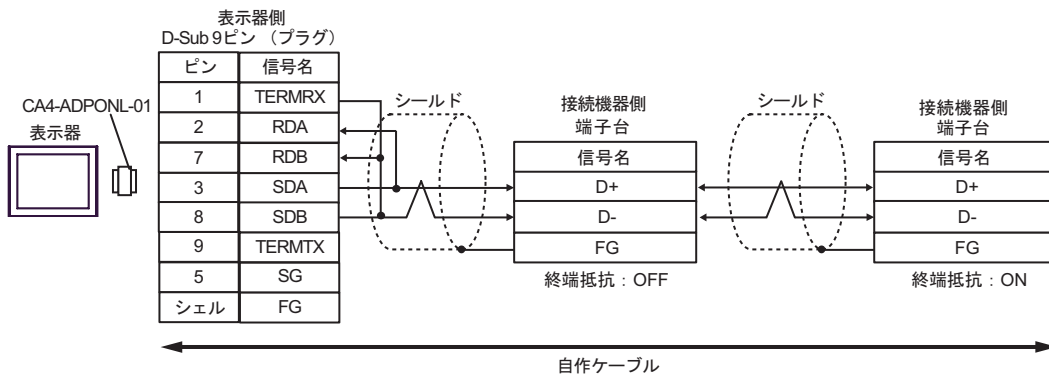 表示器側
D-Sub 9ピン （プラグ）
ピン 信号名
1 TERMRX
2 RDA
7 RDB
3 SDA
8 SDB
9 TERMTX
5 SG
シェル FG
CA4-ADPONL-01
表示器
シールド
接続機器側
端子台
信号名
D+
D-
FG
終端抵抗：OFF
シールド
接続機器側
端子台
信号名
D+
D-
FG
終端抵抗：ON
自作ケーブル